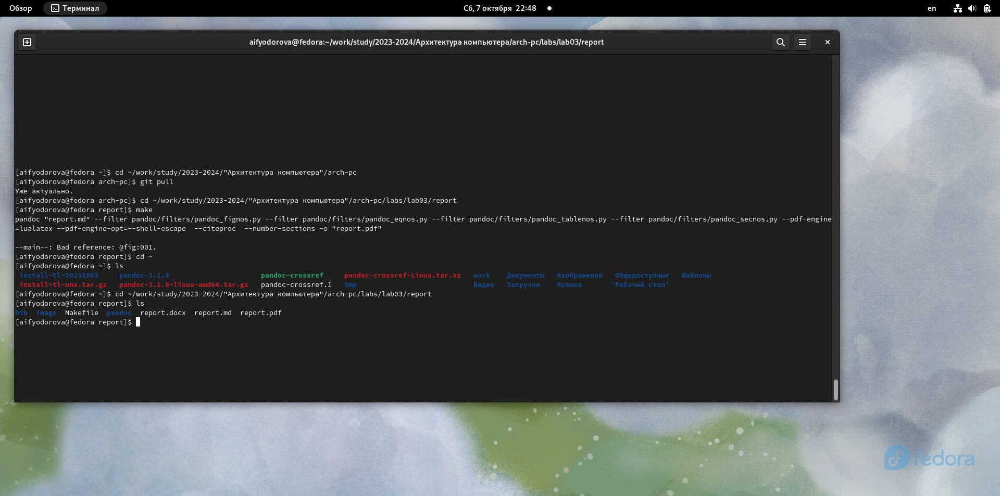 Обзор Терминал Сб, 7 октября 22:48 en
aifyodorova@fedora:~/work/study/2023-2024/Архитектура компьютера/arch-pc/labs/lab03/report
[aifyodorova@fedora ~]$ cd ~/work/study/2023-2024/"Архитектура компьютера"/arch-pc
[aifyodorova@fedora arch-pc]$ git pull
Уже актуально.
[aifyodorova@fedora arch-pc]$ cd ~/work/study/2023-2024/"Архитектура компьютера"/arch-pc/labs/lab03/report
[aifyodorova@fedora report]$ make
pandoc "report.md" --filter pandoc/filters/pandoc_fignos.py --filter pandoc/filters/pandoc_eqnos.py --filter pandoc/filters/pandoc_tablenos.py --filter pandoc/filters/pandoc_secnos.py --pdf-engine
=lualatex --pdf-engine-opt=--shell-escape  --citeproc  --number-sections -o "report.pdf"
--main--: Bad reference: @fig:001.
[aifyodorova@fedora report]$ cd ~
[aifyodorova@fedora ~]$ ls
install-tl-20231003 pandoc-3.1.8 pandoc-crossref pandoc-crossref-Linux.tar.xz work Документы Изображения Общедоступные Шаблоны
install-tl-unx.tar.gz pandoc-3.1.8-linux-amd64.tar.gz pandoc-crossref.1 tmp Видео Загрузки Музыка 'Рабочий стол'
[aifyodorova@fedora ~]$ cd ~/work/study/2023-2024/"Архитектура компьютера"/arch-pc/labs/lab03/report
[aifyodorova@fedora report]$ ls
bib image Makefile pandoc report.docx report.md report.pdf
[aifyodorova@fedora report]$
fedora